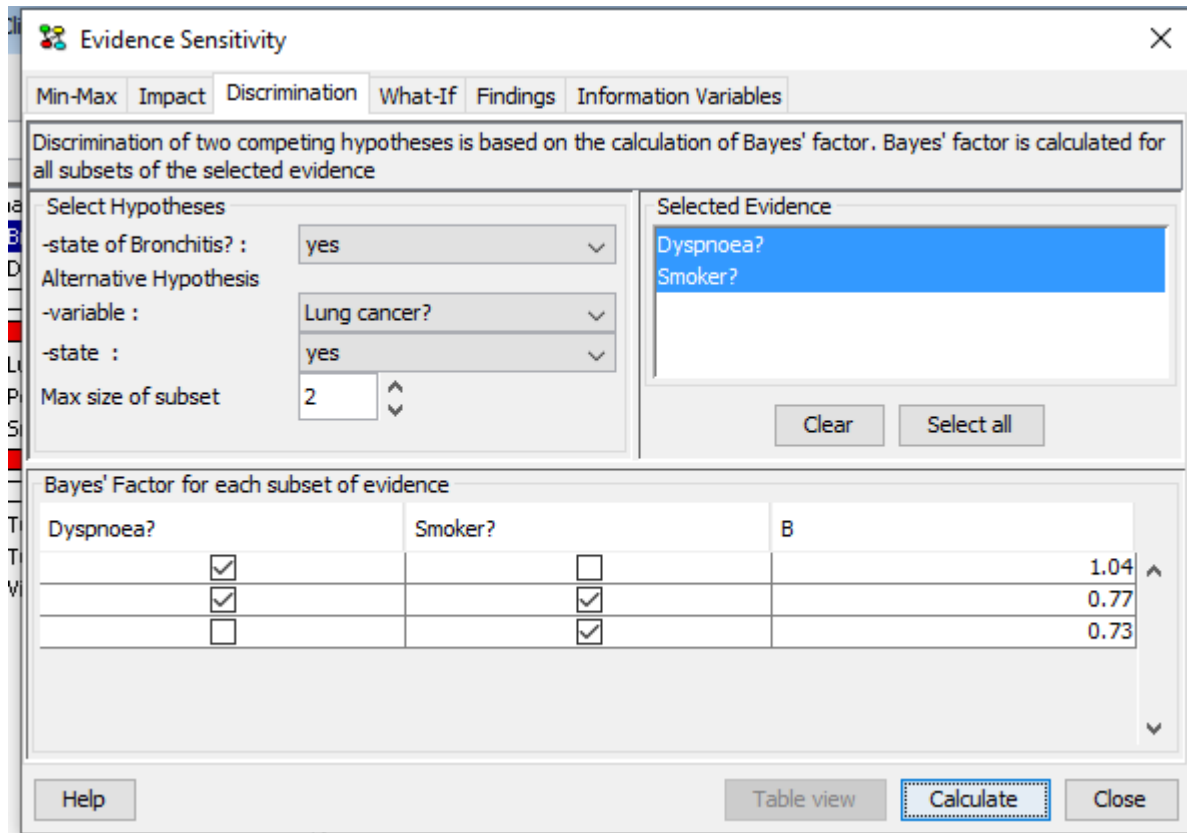 Evidence Sensitivity
Min-Max Impact Discrimination What-If Findings Information Variables
Discrimination of two competing hypotheses is based on the calculation of Bayes' factor. Bayes' factor is calculated for
all subsets of the selected evidence
Select Hypotheses
-state of Bronchitis? : yes
Alternative Hypothesis
-variable : Lung cancer?
-state : yes
Max size of subset 2
Selected Evidence
Dyspnoea?
Smoker?
Clear Select all
Bayes' Factor for each subset of evidence
Dyspnoea? Smoker? B
1.04
0.77
0.73
Help Table view Calculate Close